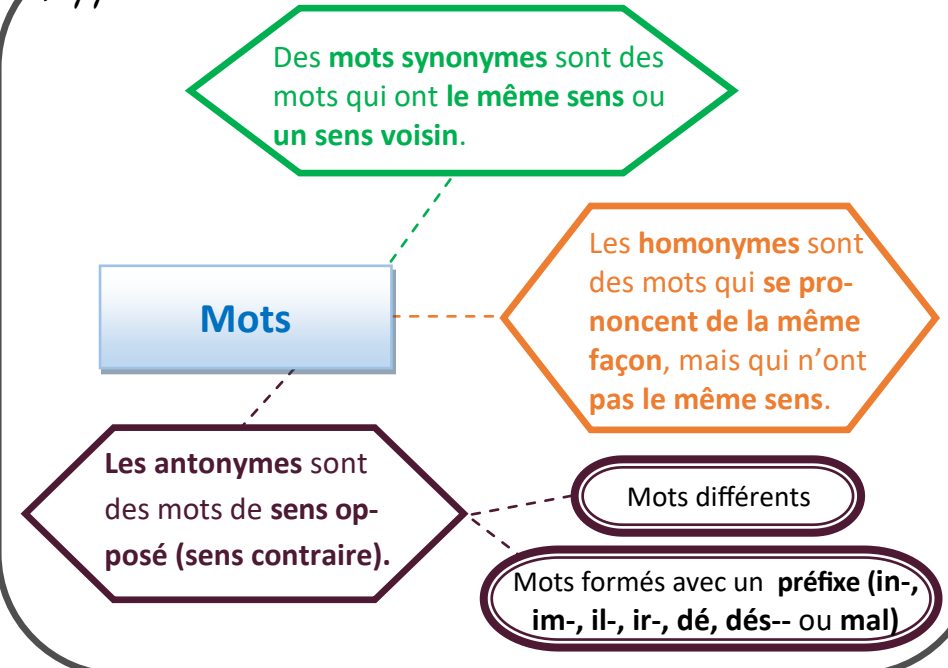 Des mots synonymes sont des
mots qui ont le même sens ou
un sens voisin.
Mots
Les homonymes sont
des mots qui se pro-
noncent de la même
façon, mais qui n’ont
pas le même sens.
Les antonymes sont
des mots de sens op-
posé (sens contraire).
Mots différents
Mots formés avec un préfixe (in-,
im-, il-, ir-, dé, dés-- ou mal)